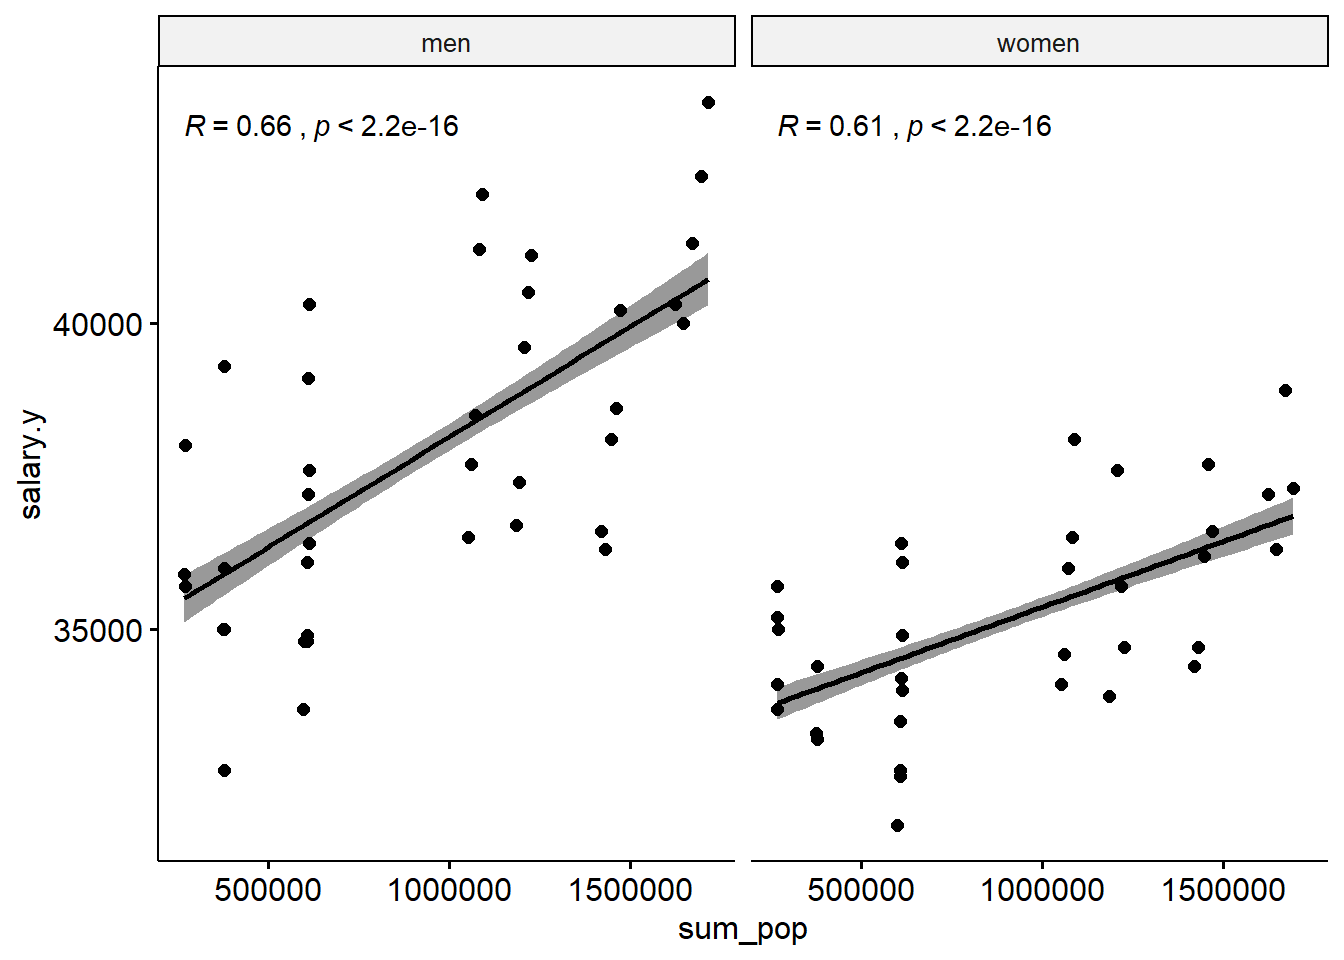 men
women
R = 0.66 , p < 2.2e-16
R = 0.61 , p < 2.2e-16
salary.y
40000
35000
500000 1000000 1500000
500000 1000000 1500000
sum_pop